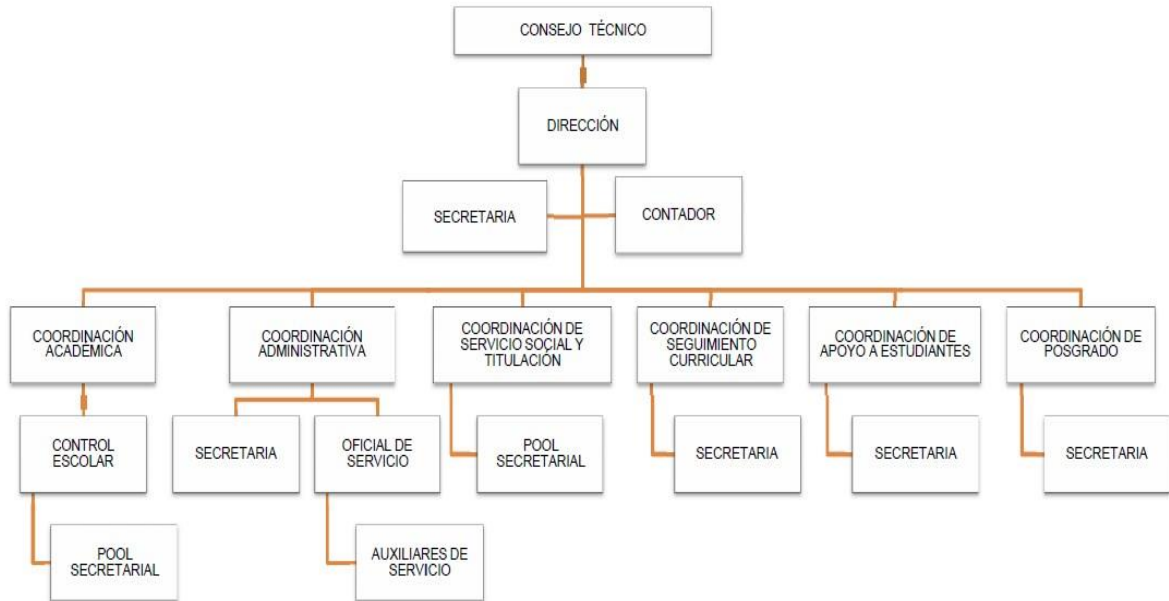 CONSEJO TÉCNICO
DIRECCIÓN
SECRETARIA
CONTADOR
COORDINACIÓN
ACADÉMICA
COORDINACIÓN
ADMINISTRATIVA
COORDINACIÓN DE
SERVICIO SOCIAL Y
TITULACIÓN
COORDINACIÓN DE
SEGUIMIENTO
CURRICULAR
COORDINACIÓN DE
APOYO A ESTUDIANTES
COORDINACIÓN DE
POSGRADO
CONTROL
ESCOLAR
SECRETARIA
OFICIAL DE
SERVICIO
POOL
SECRETARIAL
SECRETARIA
SECRETARIA
SECRETARIA
POOL
SECRETARIAL
AUXILIARES DE
SERVICIO